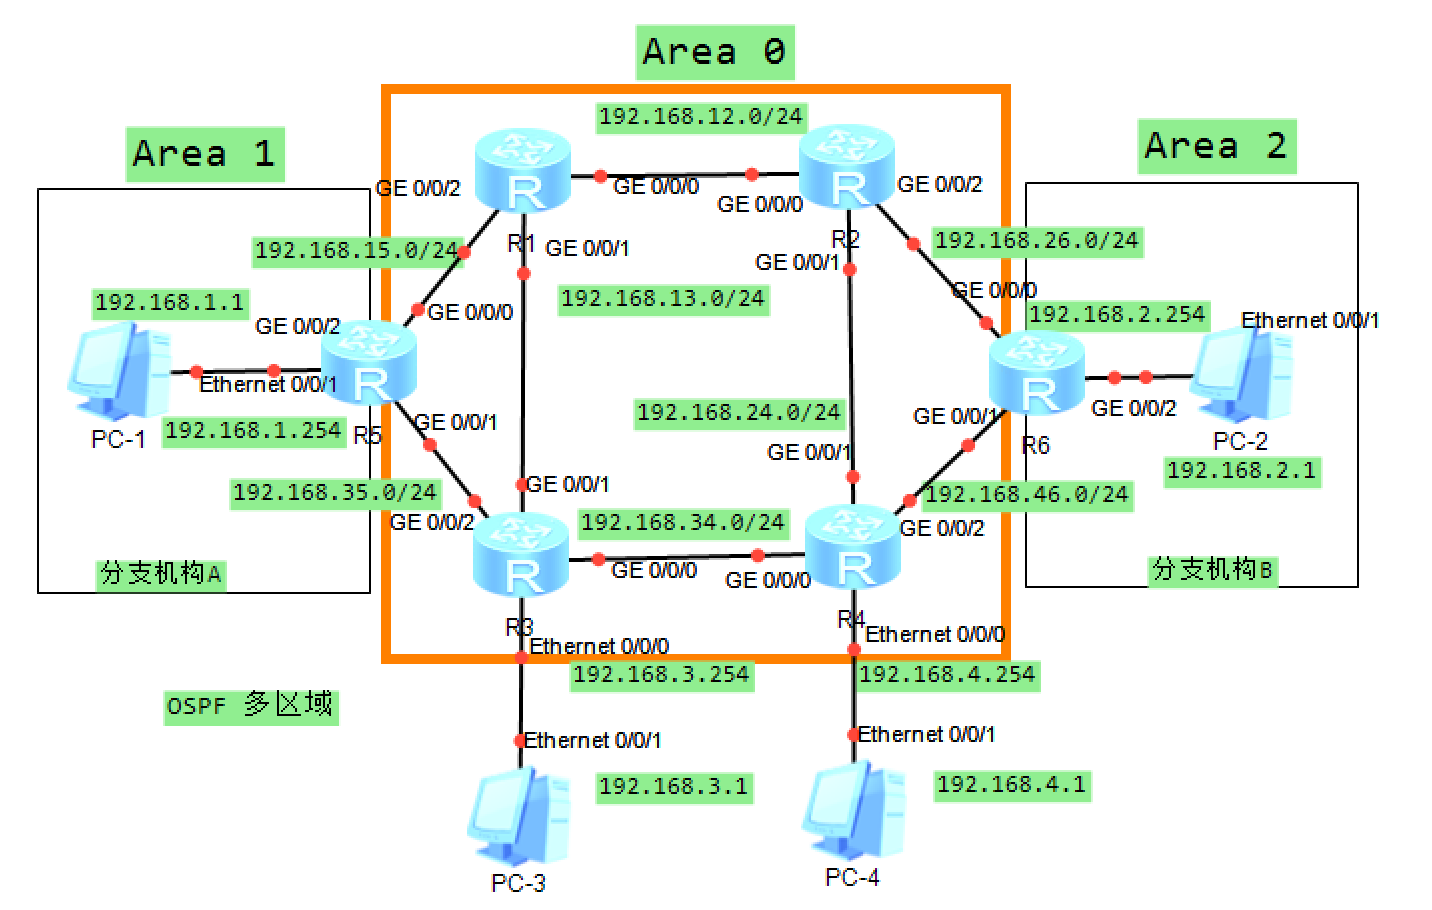 Area 0
192.168.12.0/24
Area 1
Area 2
GE 0/0/2
R
GE 0/0/0
R
GE 0/0/2
GE 0/0/0
R1
GE 0/0/1
R2
192.168.15.0/24
192.168.26.0/24
GE 0/0/1
192.168.1.1
192.168.13.0/24
GE 0/0/0
GE 0/0/0
192.168.2.254
Ethernet 0/0/1
GE 0/0/2
R
Ethernet 0/0/1
R
GE 0/0/2
192.168.24.0/24
GE 0/0/1
GE 0/0/1
PC-1
192.168.1.254
R5
R6
PC-2
GE 0/0/1
192.168.2.1
GE 0/0/1
192.168.35.0/24
192.168.46.0/24
GE 0/0/2
192.168.34.0/24
GE 0/0/2
R
GE 0/0/0
GE 0/0/0
R
分支机构A
分支机构B
R3
R4
Ethernet 0/0/0
Ethernet 0/0/0
192.168.3.254
192.168.4.254
OSPF 多区域
Ethernet 0/0/1
Ethernet 0/0/1
192.168.3.1
192.168.4.1
PC-3
PC-4